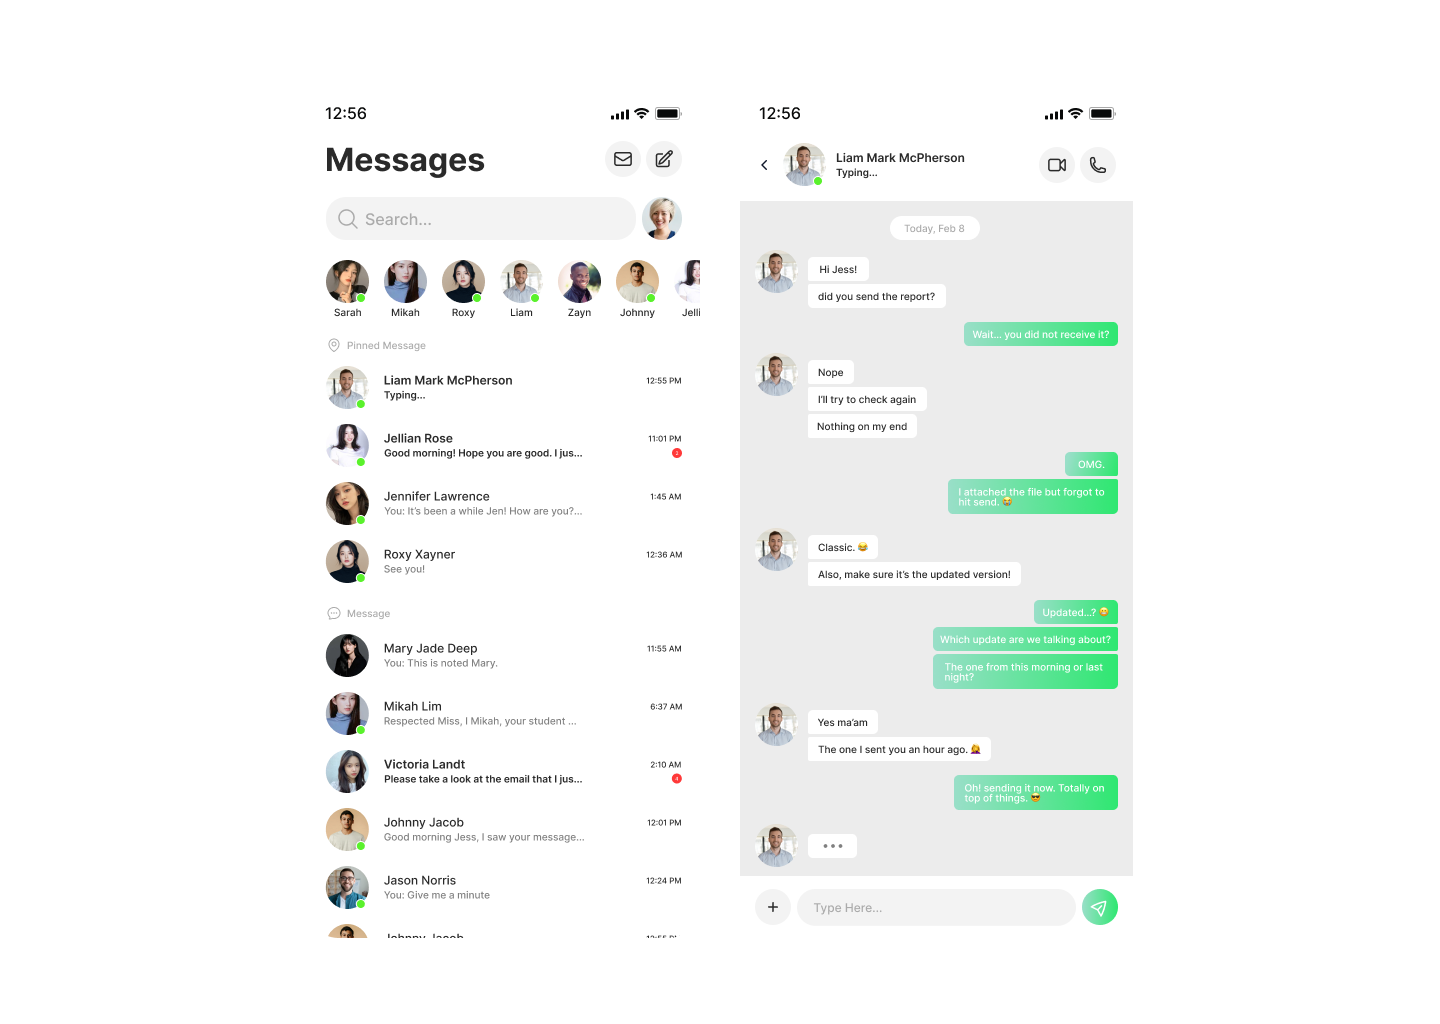 12:56
Messages
Search...
Sarah Mikah Roxy Liam Zayn Johnny Jelli
Pinned Message
Liam Mark McPherson 12:55 PM
Typing...
Jellian Rose 11:01 PM
Good morning! Hope you are good. I jus...
Jennifer Lawrence 1:45 AM
You: It's been a while Jen! How are you?...
Roxy Xayner 12:36 AM
See you!
Message
Mary Jade Deep 11:55 AM
You: This is noted Mary.
Mikah Lim 6:37 AM
Respected Miss, I Mikah, your student ...
Victoria Landt 2:10 AM
Please take a look at the email that I jus...
4
Johnny Jacob 12:01 PM
Good morning Jess, I saw your message...
Jason Norris 12:24 PM
You: Give me a minute
Johnny Jacob
12:56
Liam Mark McPherson
Typing...
Today, Feb 8
Hi Jess!
did you send the report?
Wait... you did not receive it?
Nope
I'll try to check again
Nothing on my end
OMG.
I attached the file but forgot to
hit send. 😆
Classic. 😂
Also, make sure it's the updated version!
Updated...? 😳
Which update are we talking about?
The one from this morning or last
night?
Yes ma'am
The one I sent you an hour ago. 🤦‍♀️
Oh! sending it now. Totally on
top of things. 😎
Type Here...